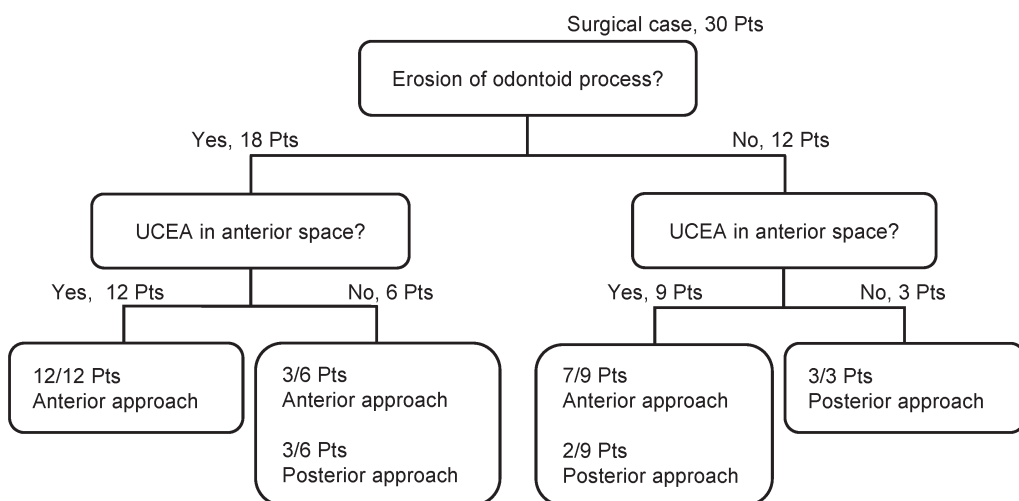 Surgical case, 30 Pts
Erosion of odontoid process?
Yes, 18 Pts
No, 12 Pts
UCEA in anterior space?
UCEA in anterior space?
Yes, 12 Pts
No, 6 Pts
Yes, 9 Pts
No, 3 Pts
12/12 Pts
Anterior approach
3/6 Pts
Anterior approach
3/6 Pts
Posterior approach
7/9 Pts
Anterior approach
2/9 Pts
Posterior approach
3/3 Pts
Posterior approach